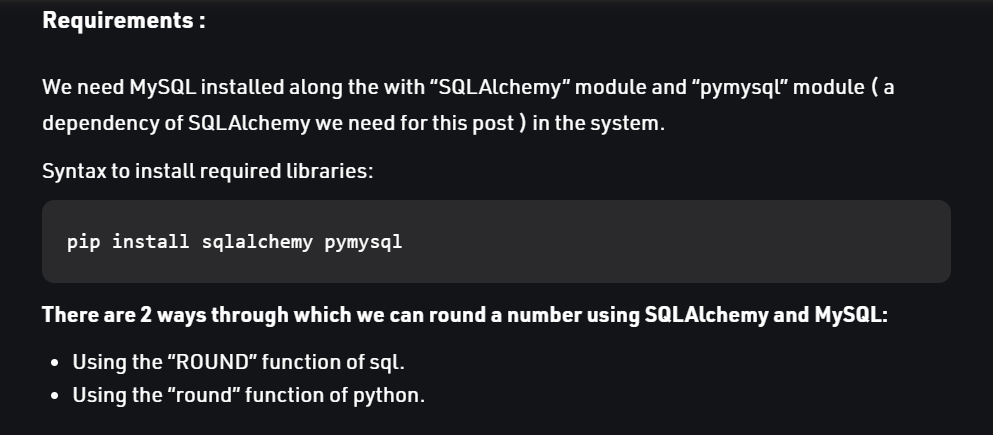 Requirements :
We need MySQL installed along the with “SQLAlchemy” module and “pymysql” module ( a
dependency of SQLAlchemy we need for this post ) in the system.
Syntax to install required libraries:
pip install sqlalchemy pymysql
There are 2 ways through which we can round a number using SQLAlchemy and MySQL:
• Using the “ROUND” function of sql.
• Using the “round” function of python.